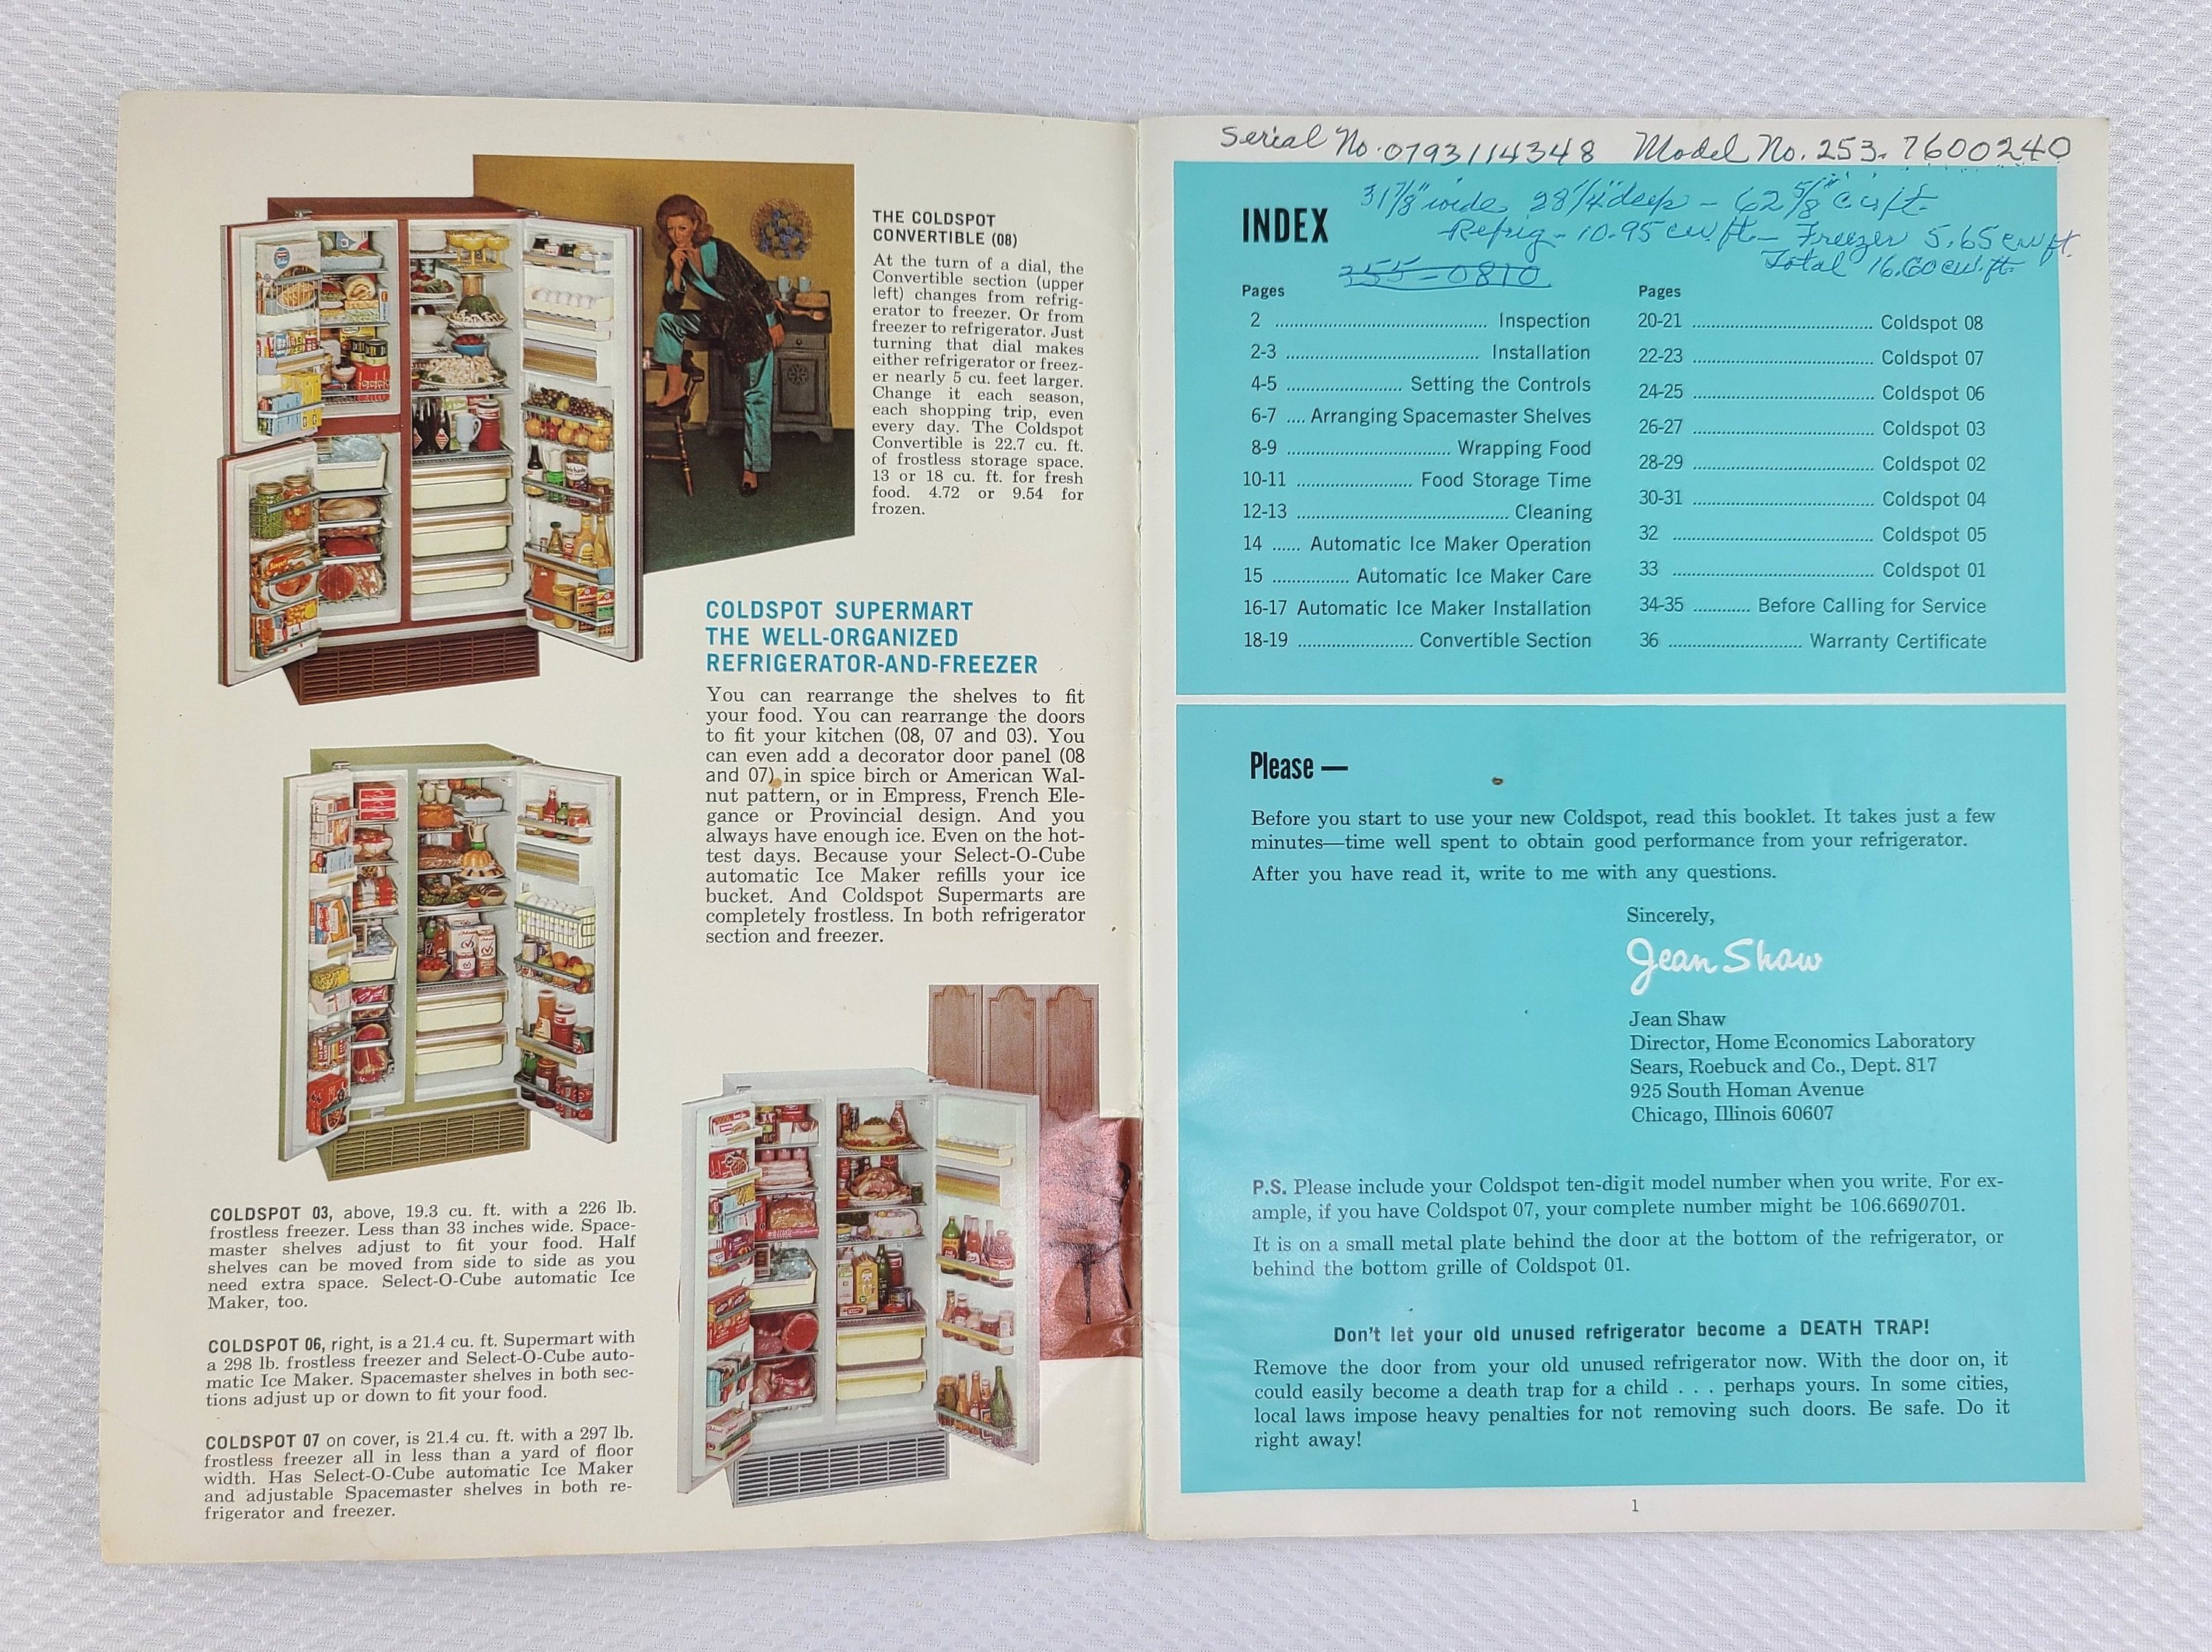 THE COLDSPOT
CONVERTIBLE (08)
At the turn of a dial, the
Convertible section (upper
left) changes from refrig-
erator to freezer. Or from
freezer to refrigerator. Just
turning that dial makes
either refrigerator or freez-
er nearly 5 cu. feet larger.
Change it each season,
each shopping trip, even
every day. The Coldspot
Convertible is 22.7 cu. ft.
of frostless storage space.
13 or 18 cu. ft. for fresh
food. 4.72 or 9.54 for
frozen.
COLDSPOT SUPERMART
THE WELL-ORGANIZED
REFRIGERATOR-AND-FREEZER
You can rearrange the shelves to fit
your food. You can rearrange the doors
to fit your kitchen (08, 07 and 03). You
can even add a decorator door panel (08
and 07) in spice birch or American Wal-
nut pattern, or in Empress, French Ele-
gance or Provincial design. And you
always have enough ice. Even on the hot-
test days. Because your Select-O-Cube
automatic Ice Maker refills your ice
bucket. And Coldspot Supermarts are
completely frostless. In both refrigerator
section and freezer.
COLDSPOT 03, above, 19.3 cu. ft. with a 226 lb.
frostless freezer. Less than 33 inches wide. Space-
master shelves adjust to fit your food. Half
shelves can be moved from side to side as you
need extra space. Select-O-Cube automatic Ice
Maker, too.
COLDSPOT 06, right, is a 21.4 cu. ft. Supermart with
a 298 lb. frostless freezer and Select-O-Cube auto-
matic Ice Maker. Spacemaster shelves in both sec-
tions adjust up or down to fit your food.
COLDSPOT 07 on cover, is 21.4 cu. ft. with a 297 lb.
frostless freezer all in less than a yard of floor
width. Has Select-O-Cube automatic Ice Maker
and adjustable Spacemaster shelves in both re-
frigerator and freezer.
Serial No. 0793114348 Model No. 253. 7600240
31 7/8" wide 28 1/4" deep - 62 5/8" cu ft.
Refrig - 10.95 cu ft - Freezer 5.65 cu ft.
Total 16.60 cu. ft.
255-0810
INDEX
Pages
2 ........ Inspection
2-3 ........ Installation
4-5 ........ Setting the Controls
6-7 .... Arranging Spacemaster Shelves
8-9 ........ Wrapping Food
10-11 ........ Food Storage Time
12-13 ........ Cleaning
14 ...... Automatic Ice Maker Operation
15 ........ Automatic Ice Maker Care
16-17 Automatic Ice Maker Installation
18-19 ........ Convertible Section
Pages
20-21 ........ Coldspot 08
22-23 ........ Coldspot 07
24-25 ........ Coldspot 06
26-27 ........ Coldspot 03
28-29 ........ Coldspot 02
30-31 ........ Coldspot 04
32 ........ Coldspot 05
33 ........ Coldspot 01
34-35 ........ Before Calling for Service
36 ........ Warranty Certificate
Please —
Before you start to use your new Coldspot, read this booklet. It takes just a few
minutes—time well spent to obtain good performance from your refrigerator.
After you have read it, write to me with any questions.
Sincerely,
Jean Shaw
Jean Shaw
Director, Home Economics Laboratory
Sears, Roebuck and Co., Dept. 817
925 South Homan Avenue
Chicago, Illinois 60607
P.S. Please include your Coldspot ten-digit model number when you write. For ex-
ample, if you have Coldspot 07, your complete number might be 106.6690701.
It is on a small metal plate behind the door at the bottom of the refrigerator, or
behind the bottom grille of Coldspot 01.
Don't let your old unused refrigerator become a DEATH TRAP!
Remove the door from your old unused refrigerator now. With the door on, it
could easily become a death trap for a child . . . perhaps yours. In some cities,
local laws impose heavy penalties for not removing such doors. Be safe. Do it
right away!
1